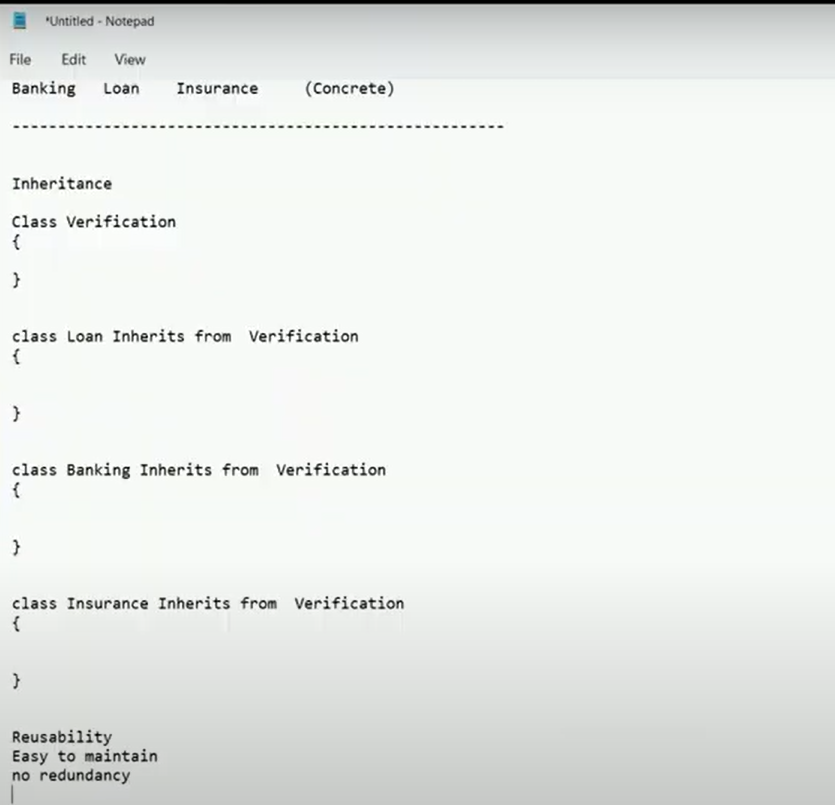 *Untitled - Notepad
File Edit View
Banking Loan Insurance (Concrete)
------------------------------------------------------
Inheritance
Class Verification
{
}
class Loan Inherits from Verification
{
}
class Banking Inherits from Verification
{
}
class Insurance Inherits from Verification
{
}
Reusability
Easy to maintain
no redundancy